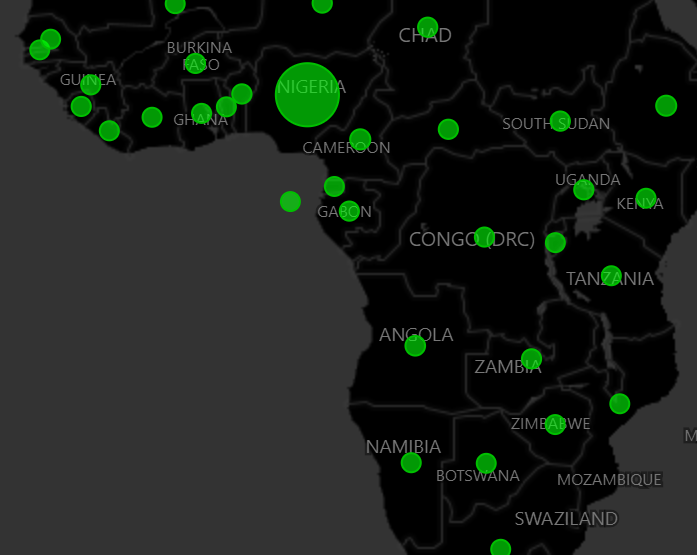 CHAD
BURKINA
FASO
GUINEA
NIGERIA
GHANA
SOUTH SUDAN
CAMEROON
UGANDA
KENYA
GABON
CONGO (DRC)
TANZANIA
ANGOLA
ZAMBIA
ZIMBABWE
M
NAMIBIA
BOTSWANA
MOZAMBIQUE
SWAZILAND